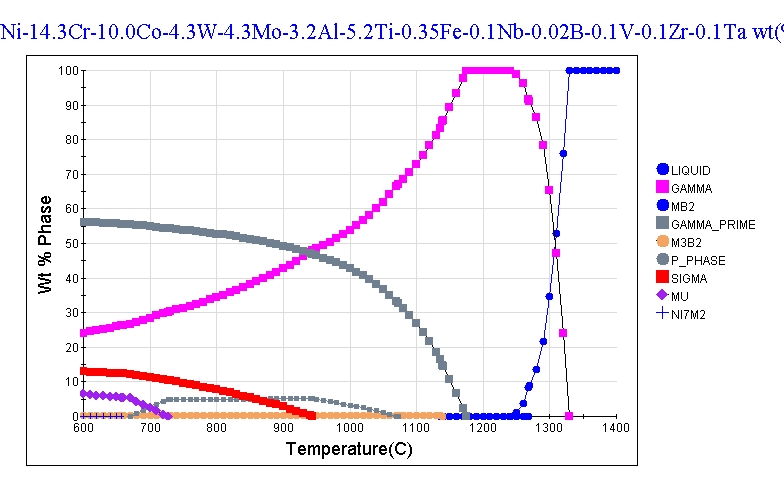 Ni-14.3Cr-10.0Co-4.3W-4.3Mo-3.2Al-5.2Ti-0.35Fe-0.1Nb-0.02B-0.1V-0.1Zr-0.1Ta wt(%
100
90
80
70
60
50
40
30
20
10
0
Wt % Phase
600 700 800 900 1000 1100 1200 1300 1400
Temperature(C)
LIQUID
GAMMA
MB2
GAMMA_PRIME
M3B2
P_PHASE
SIGMA
MU
NI7M2